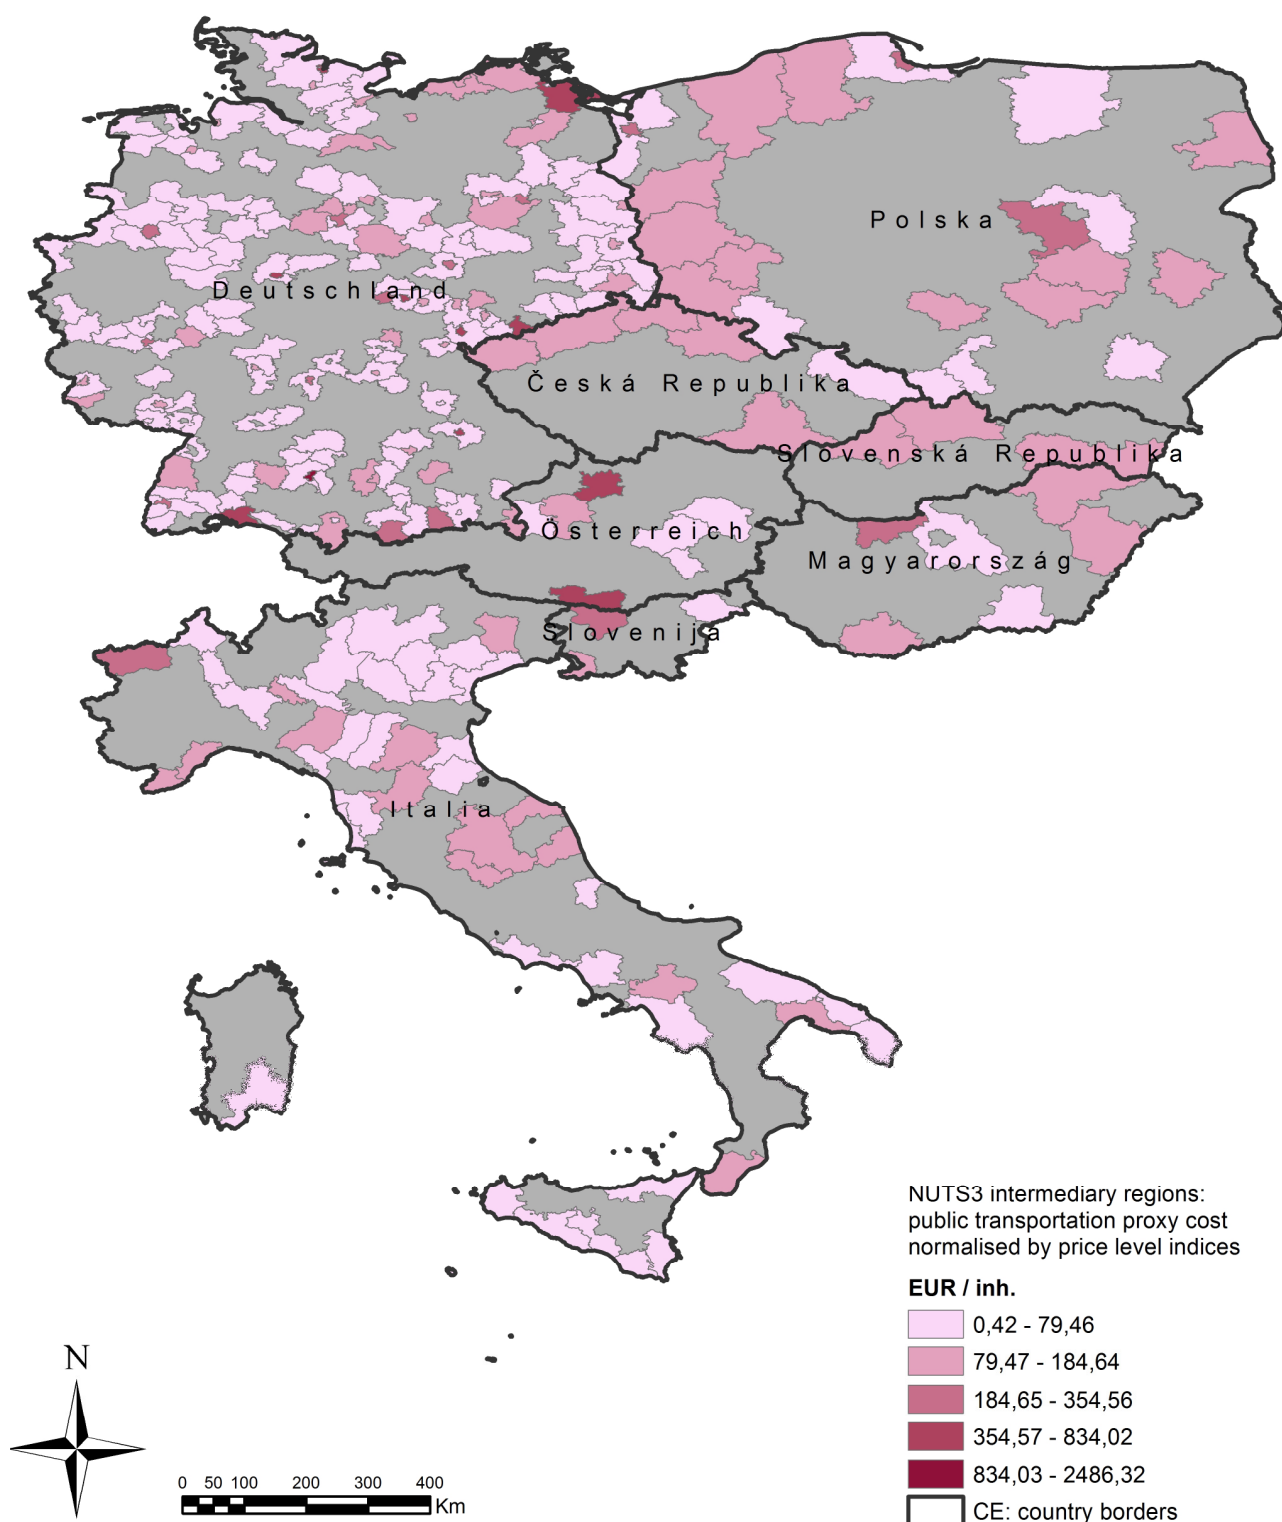 Polska
Deutschland
Česká Republika
Slovenská Republika
Österreich
Magyarország
Slovenija
Italia
NUTS3 intermediary regions:
public transportation proxy cost
normalised by price level indices
EUR / inh.
0,42 - 79,46
79,47 - 184,64
184,65 - 354,56
354,57 - 834,02
834,03 - 2486,32
CE: country borders
N
0 50 100 200 300 400
Km